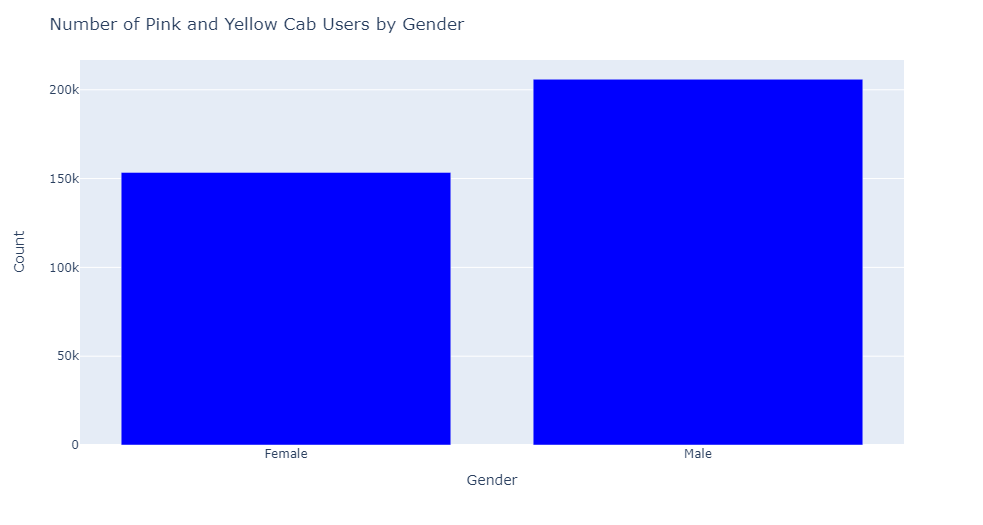 Number of Pink and Yellow Cab Users by Gender
200k
150k
100k
50k
0
Count
Female
Male
Gender